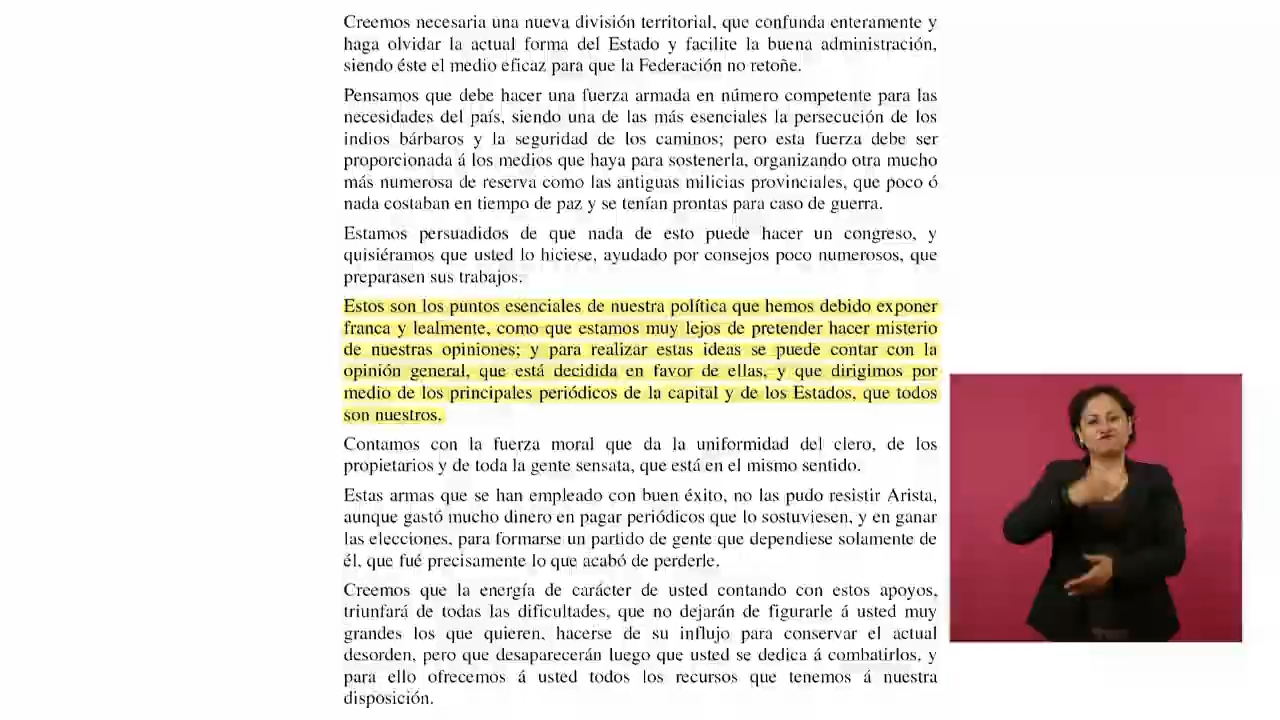 Creemos necesaria una nueva división territorial, que confunda enteramente y
haga olvidar la actual forma del Estado y facilite la buena administración,
siendo éste el medio eficaz para que la Federación no retoñe.
Pensamos que debe hacer una fuerza armada en número competente para las
necesidades del país, siendo una de las más esenciales la persecución de los
indios bárbaros y la seguridad de los caminos; pero esta fuerza debe ser
proporcionada á los medios que haya para sostenerla, organizando otra mucho
más numerosa de reserva como las antiguas milicias provinciales, que poco ó
nada costaban en tiempo de paz y se tenían prontas para caso de guerra.
Estamos persuadidos de que nada de esto puede hacer un congreso, y
quisiéramos que usted lo hiciese, ayudado por consejos poco numerosos, que
preparasen sus trabajos.
Estos son los puntos esenciales de nuestra política que hemos debido exponer
franca y lealmente, como que estamos muy lejos de pretender hacer misterio
de nuestras opiniones; y para realizar estas ideas se puede contar con la
opinión general, que está decidida en favor de ellas, y que dirigimos por
medio de los principales periódicos de la capital y de los Estados, que todos
son nuestros.
Contamos con la fuerza moral que da la uniformidad del clero, de los
propietarios y de toda la gente sensata, que está en el mismo sentido.
Estas armas que se han empleado con buen éxito, no las pudo resistir Arista,
aunque gastó mucho dinero en pagar periódicos que lo sostuviesen, y en ganar
las elecciones, para formarse un partido de gente que dependiese solamente de
él, que fué precisamente lo que acabó de perderle.
Creemos que la energía de carácter de usted contando con estos apoyos,
triunfará de todas las dificultades, que no dejarán de figurarle á usted muy
grandes los que quieren, hacerse de su influjo para conservar el actual
desorden, pero que desaparecerán luego que usted se dedica á combatirlos, y
para ello ofrecemos á usted todos los recursos que tenemos á nuestra
disposición.